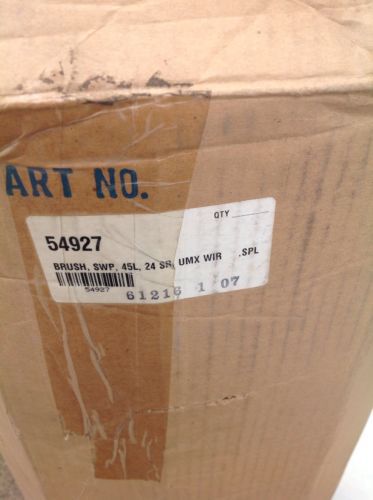 ART NO.
QTY
54927
BRUSH, SWP, 45L, 24 SR, UMX WIR .SPL
54927
61216 1 07